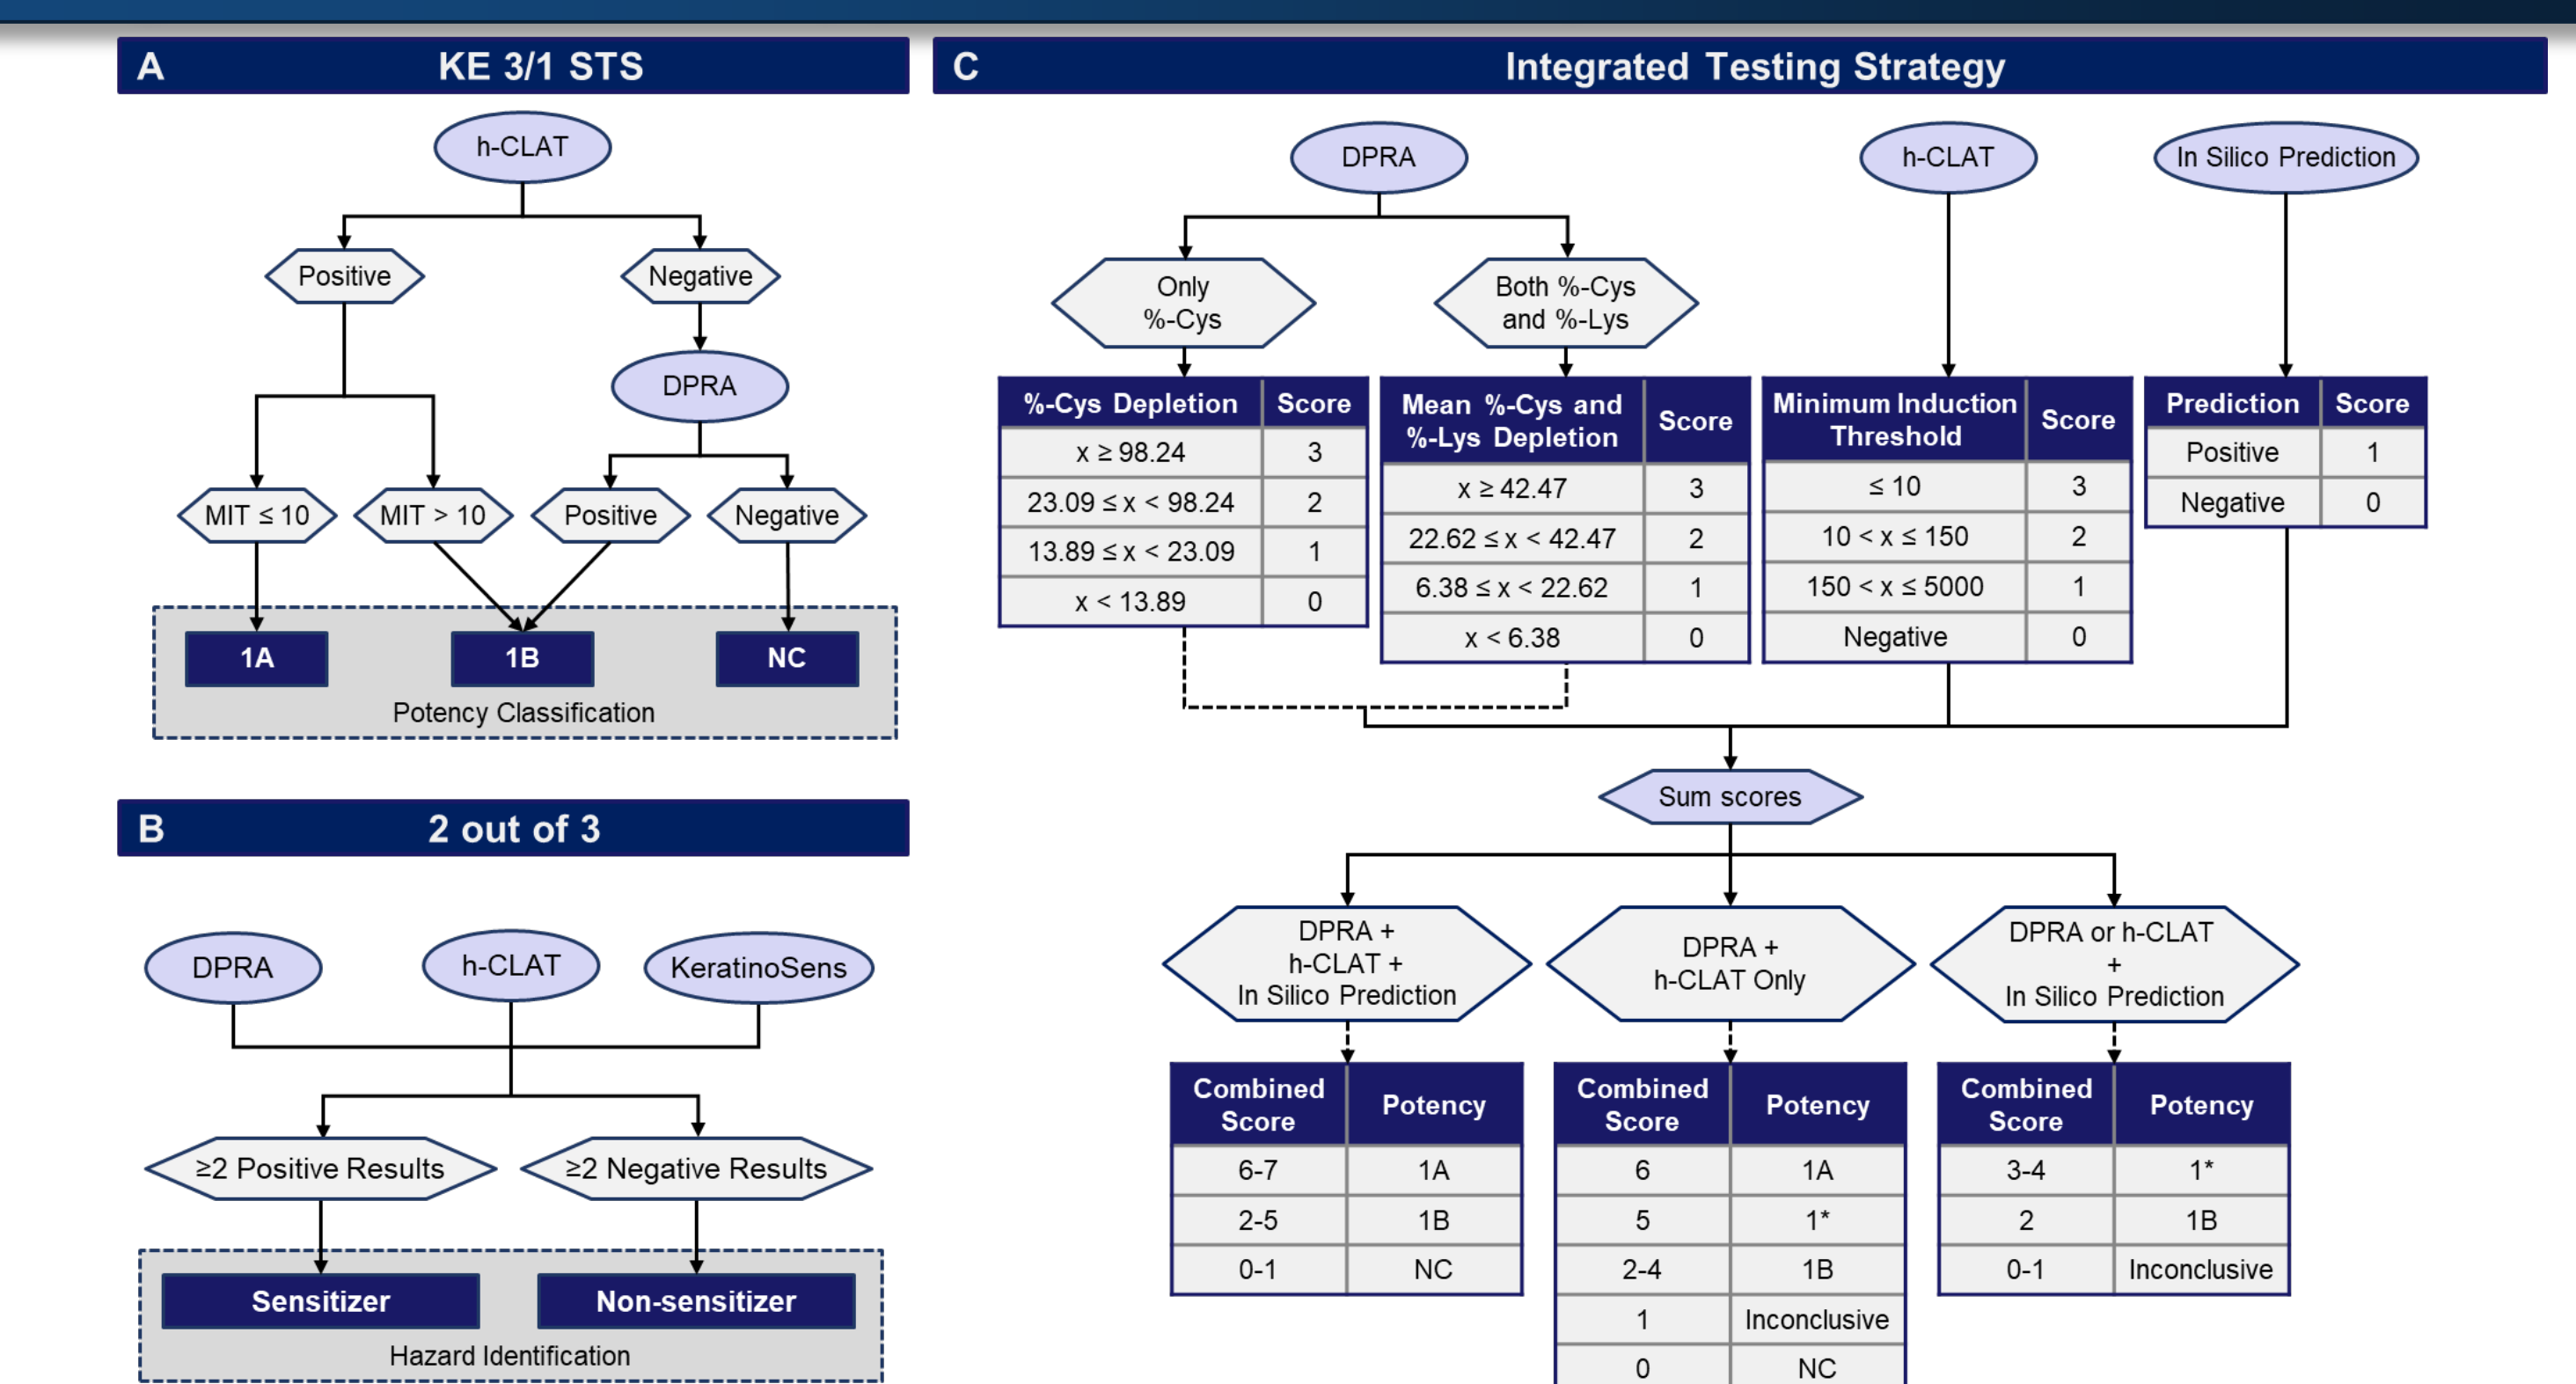 A
KE 3/1 STS
h-CLAT
Positive
Negative
DPRA
MIT ≤ 10
MIT > 10
Positive
Negative
1A
1B
NC
Potency Classification
B
2 out of 3
DPRA
h-CLAT
KeratinoSens
≥2 Positive Results
≥2 Negative Results
Sensitizer
Non-sensitizer
Hazard Identification
C
Integrated Testing Strategy
DPRA
h-CLAT
In Silico Prediction
Only
%-Cys
Both %-Cys
and %-Lys
%-Cys Depletion Score
x ≥ 98.24 3
23.09 ≤ x < 98.24 2
13.89 ≤ x < 23.09 1
x < 13.89 0
Mean %-Cys and
%-Lys Depletion
Score
x ≥ 42.47 3
22.62 ≤ x < 42.47 2
6.38 ≤ x < 22.62 1
x < 6.38 0
Minimum Induction
Threshold
Score
≤ 10 3
10 < x ≤ 150 2
150 < x ≤ 5000 1
Negative 0
Prediction Score
Positive 1
Negative 0
Sum scores
DPRA +
h-CLAT +
In Silico Prediction
DPRA +
h-CLAT Only
DPRA or h-CLAT
+
In Silico Prediction
Combined
Score
Potency
6-7 1A
2-5 1B
0-1 NC
Combined
Score
Potency
6 1A
5 1*
2-4 1B
1 Inconclusive
0 NC
Combined
Score
Potency
3-4 1*
2 1B
0-1 Inconclusive